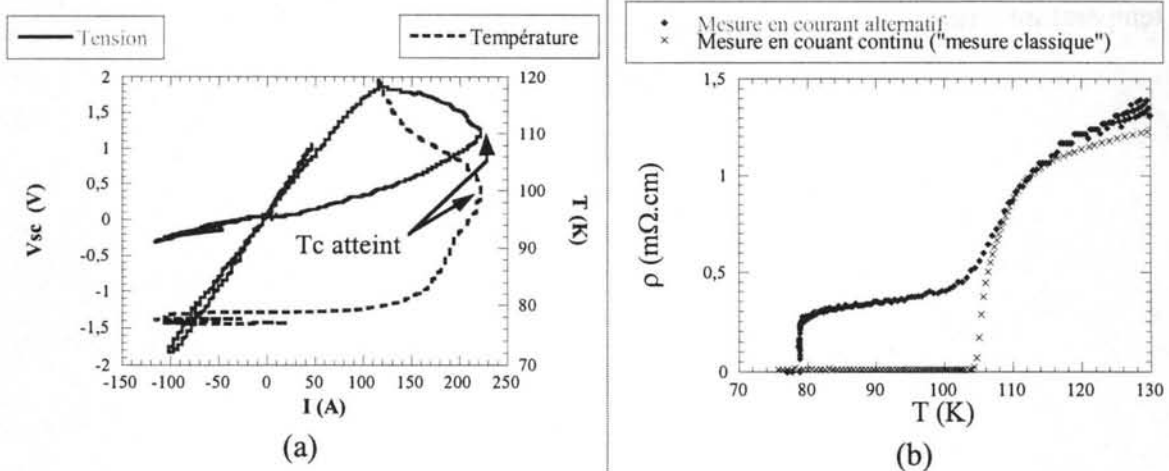 Tension
Température
Vsc (V)
2
1,5
1
0,5
0
-0,5
-1
-1,5
-2
-150 -100 -50 0 50 100 150 200 250
I (A)
120
110
100
90
80
70
T (K)
Tc atteint
(a)
Mesure en courant alternatif
Mesure en couant continu ("mesure classique")
ρ (mΩ.cm)
1,5
1
0,5
0
70 80 90 100 110 120 130
T (K)
(b)